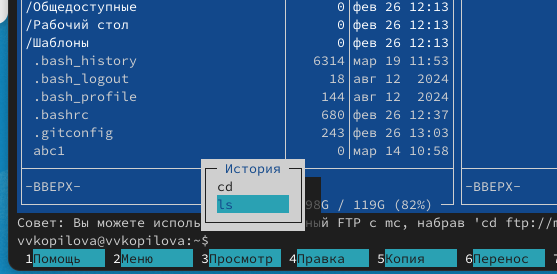 /Общедоступные 0 фев 26 12:13
/Рабочий стол 0 фев 26 12:13
/Шаблоны 0 фев 26 12:13
.bash_history 6314 мар 19 11:53
.bash_logout 18 авг 12 2024
.bash_profile 144 авг 12 2024
.bashrc 680 фев 26 12:37
.gitconfig 243 фев 26 13:03
abc1 0 мар 14 10:58
История
cd
ls
-ВВЕРХ-
-ВВЕРХ-
98G / 119G (82%)
Совет: Вы можете исполь ный FTP с mc, набрав 'cd ftp://m
vvkopilova@vvkopilova:~$
1Помощь 2Меню 3Просмотр 4Правка 5Копия 6Перенос